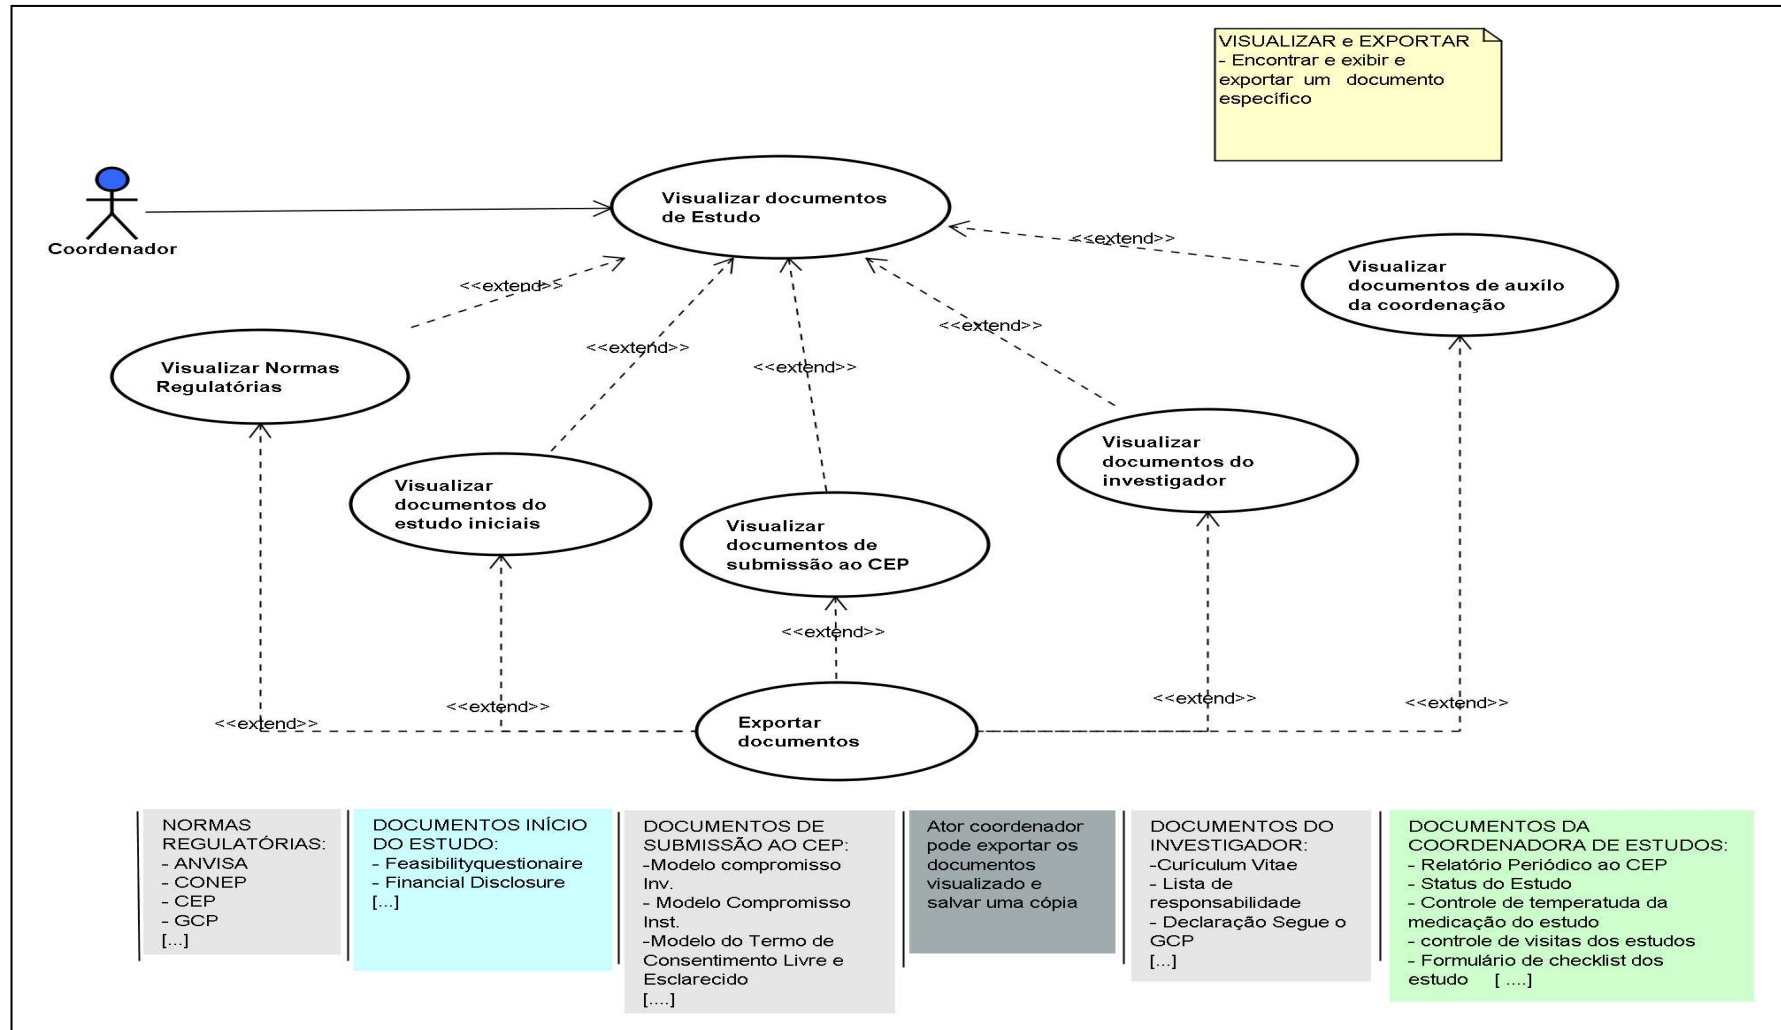 VISUALIZAR e EXPORTAR
- Encontrar e exibir e
exportar um documento
específico
Visualizar documentos
de Estudo
Coordenador
<<extend>>
Visualizar
documentos de auxílo
da coordenação
<<extend>>
<<extend>>
<<extend>>
<<extend>>
Visualizar Normas
Regulatórias
Visualizar
documentos do
investigador
Visualizar
documentos do
estudo iniciais
Visualizar
documentos de
submissão ao CEP
<<extend>>
<<extend>>
<<extend>>
<<extend>>
<<extend>>
Exportar
documentos
NORMAS
REGULATÓRIAS:
- ANVISA
- CONEP
- CEP
- GCP
[...]
DOCUMENTOS INÍCIO
DO ESTUDO:
- Feasibilityquestionaire
- Financial Disclosure
[...]
DOCUMENTOS DE
SUBMISSÃO AO CEP:
-Modelo compromisso
Inv.
- Modelo Compromisso
Inst.
-Modelo do Termo de
Consentimento Livre e
Esclarecido
[....]
Ator coordenador
pode exportar os
documentos
visualizado e
salvar uma cópia
DOCUMENTOS DO
INVESTIGADOR:
-Curículum Vitae
- Lista de
responsabilidade
- Declaração Segue o
GCP
[...]
DOCUMENTOS DA
COORDENADORA DE ESTUDOS:
- Relatório Periódico ao CEP
- Status do Estudo
- Controle de temperatuda da
medicação do estudo
- controle de visitas dos estudos
- Formulário de checklist dos
estudo [ ....]